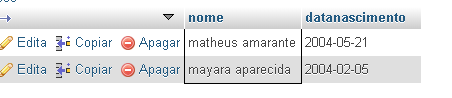 nome datanascimento
Edita Copiar Apagar matheus amarante 2004-05-21
Edita Copiar Apagar mayara aparecida 2004-02-05